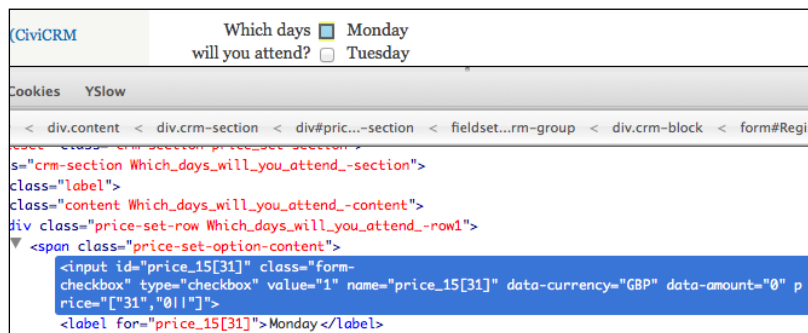 Which days Monday
(CiviCRM
will you attend? Tuesday
Cookies YSlow
< div.content < div.crm-section < div#pric...-section < fieldset...rm-group < div.crm-block < form#Regi
s="crm-section Which_days_will_you_attend_-section">
class="label">
class="content Which_days_will_you_attend_-content">
div class="price-set-row Which_days_will_you_attend_-row1">
<span class="price-set-option-content">
<input id="price_15[31]" class="form-
checkbox" type="checkbox" value="1" name="price_15[31]" data-currency="GBP" data-amount="0" p
rice="["31","0||"]">
<label for="price_15[31]">Monday</label>